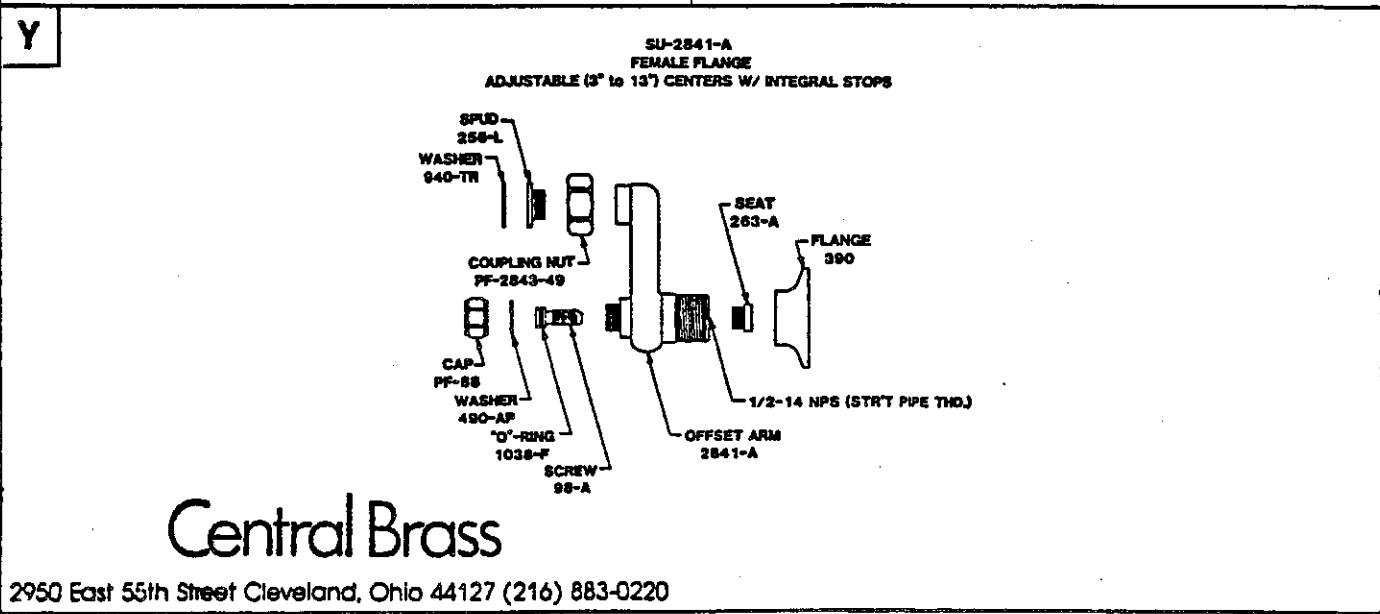 Y
SU-2841-A
FEMALE FLANGE
ADJUSTABLE (3" to 13") CENTERS W/ INTEGRAL STOPS
SPUD
256-L
WASHER
940-TR
SEAT
263-A
FLANGE
390
COUPLING NUT
PF-2843-49
CAP
PF-88
WASHER
490-AP
"O"-RING
1038-F
SCREW
98-A
1/2-14 NPS (STR'T PIPE THD.)
OFFSET ARM
2841-A
Central Brass
2950 East 55th Street Cleveland, Ohio 44127 (216) 883-0220